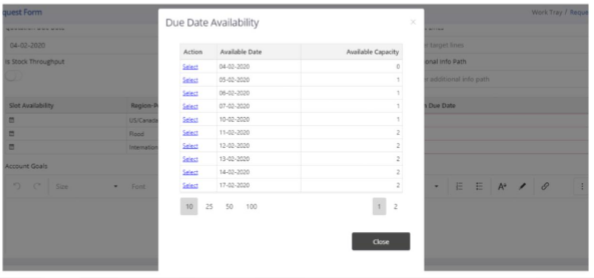 quest Form
Work Tray / Reque
Due Date Availability
×
04-02-2020
is Stock Throughput
target lines
onal Info Path
additional info path
Action Available Date Available Capacity
Select 04-02-2020 0
Select 05-02-2020 1
Select 06-02-2020 1
Select 07-02-2020 1
Select 10-02-2020 1
Select 11-02-2020 2
Select 12-02-2020 2
Select 13-02-2020 2
Select 14-02-2020 2
Select 17-02-2020 2
10 25 50 100 1 2
Close
Slot Availability Region-P
n Due Date
US/Canada
Flood
Internation
Account Goals
Size Font